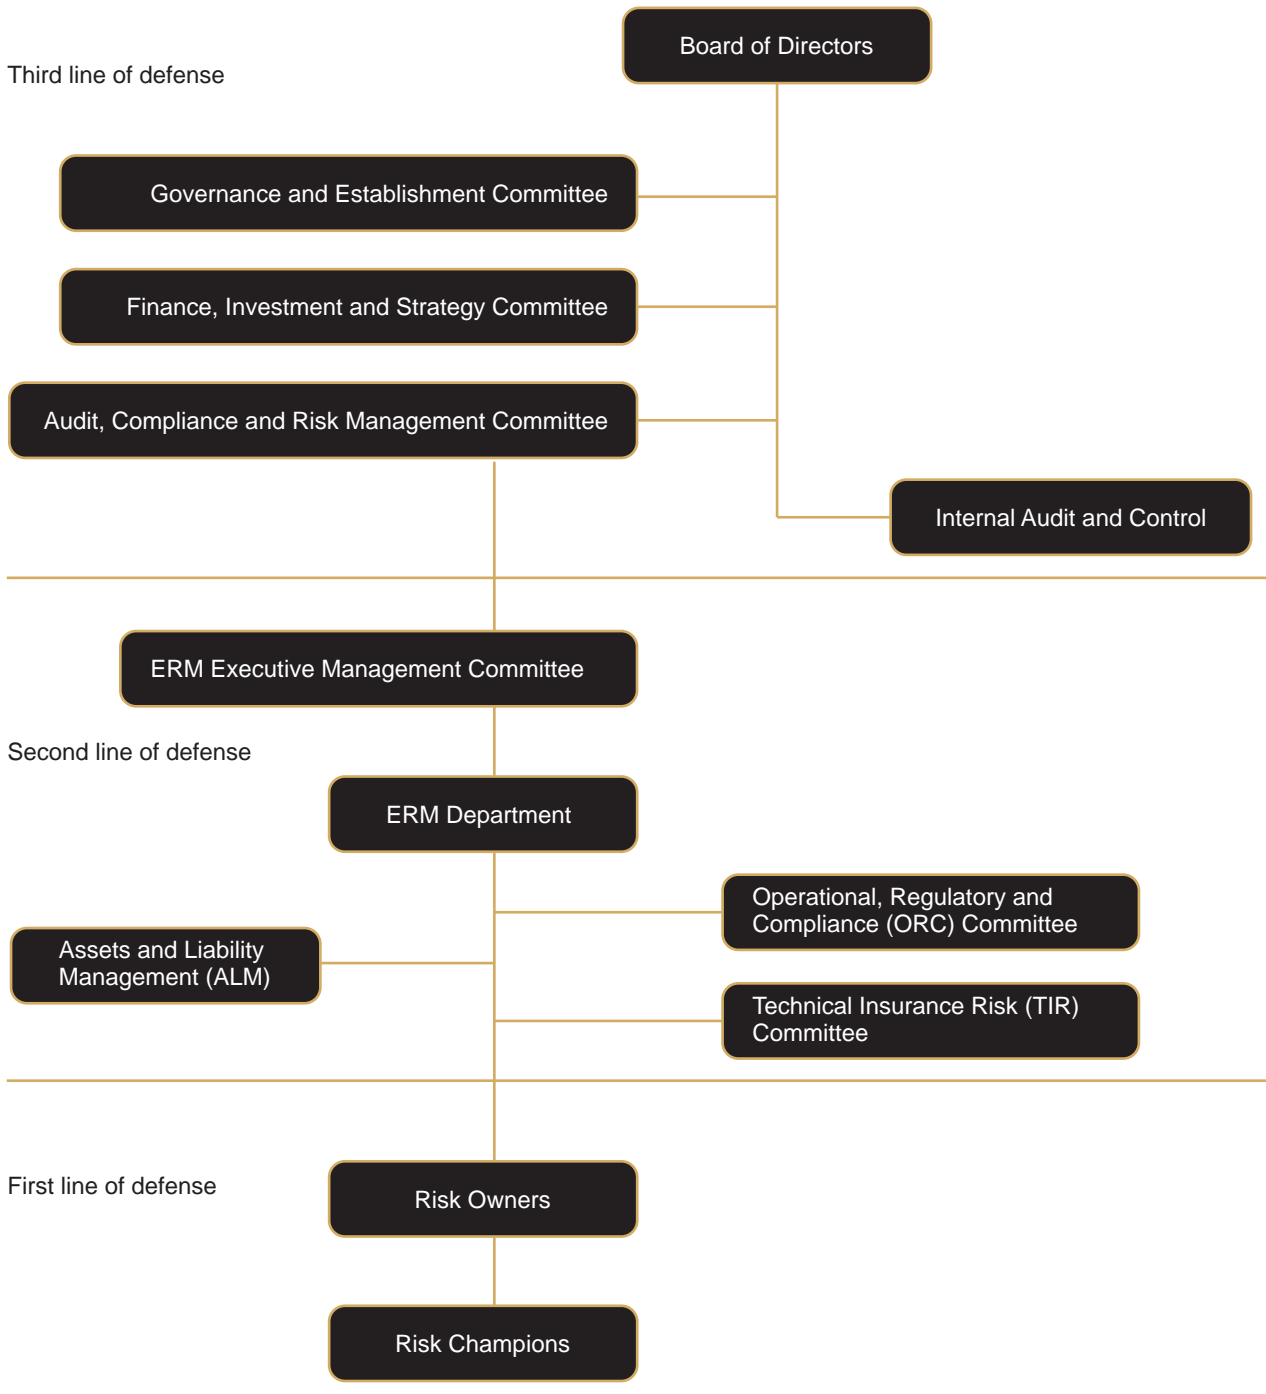 Board of Directors
Third line of defense
Governance and Establishment Committee
Finance, Investment and Strategy Committee
Audit, Compliance and Risk Management Committee
Internal Audit and Control
ERM Executive Management Committee
Second line of defense
ERM Department
Operational, Regulatory and
Compliance (ORC) Committee
Assets and Liability
Management (ALM)
Technical Insurance Risk (TIR)
Committee
First line of defense
Risk Owners
Risk Champions